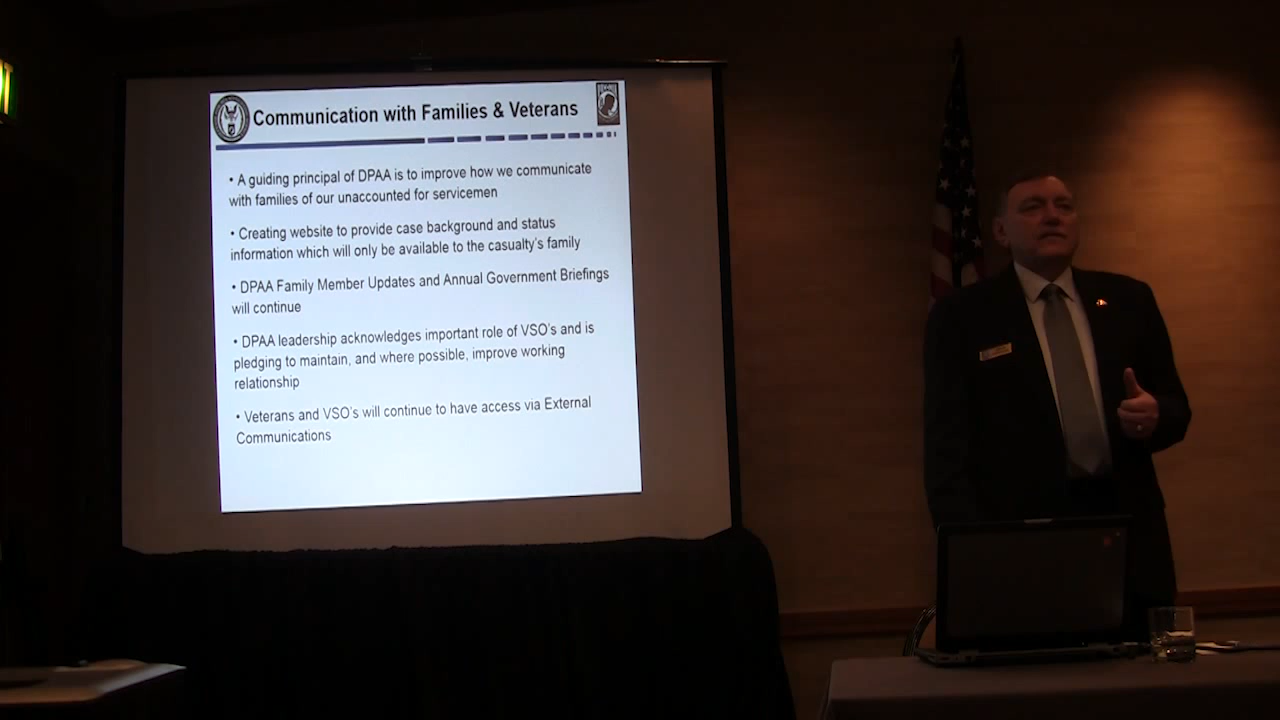 Communication with Families & Veterans
• A guiding principal of DPAA is to improve how we communicate
with families of our unaccounted for servicemen
• Creating website to provide case background and status
information which will only be available to the casualty's family
• DPAA Family Member Updates and Annual Government Briefings
will continue
• DPAA leadership acknowledges important role of VSO's and is
pledging to maintain, and where possible, improve working
relationship
• Veterans and VSO's will continue to have access via External
Communications